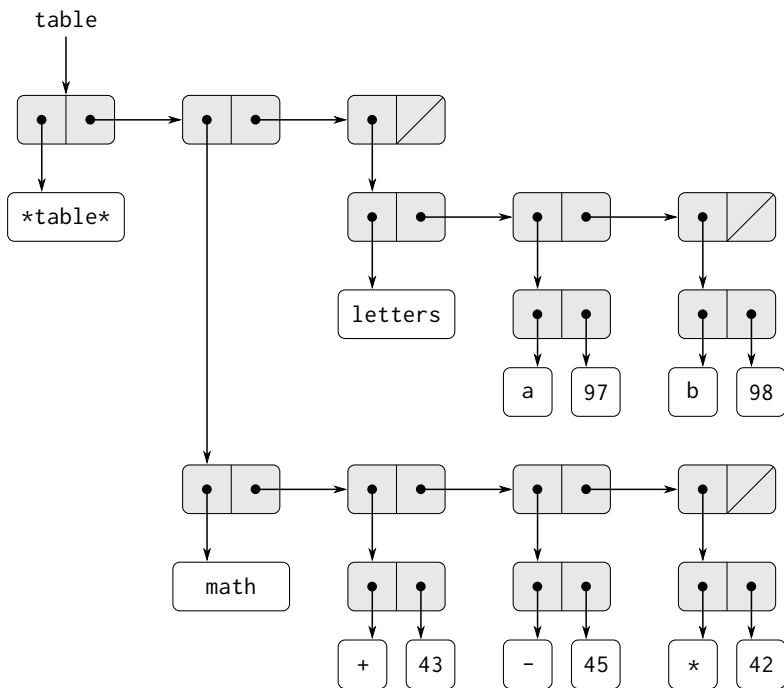 table
*table*
letters
a 97 b 98
math
+ 43 - 45 * 42